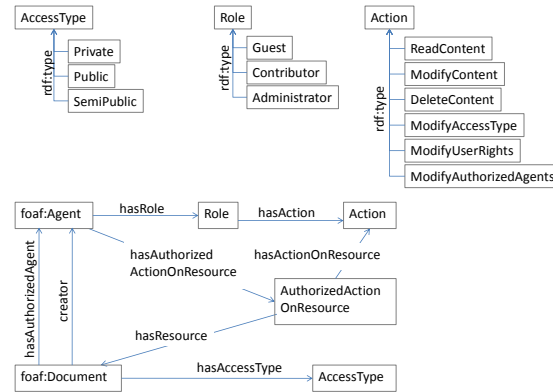 AccessType
rdf:type
Private
Public
SemiPublic
Role
rdf:type
Guest
Contributor
Administrator
Action
rdf:type
ReadContent
ModifyContent
DeleteContent
ModifyAccessType
ModifyUserRights
ModifyAuthorizedAgents
foaf:Agent
hasRole
Role
hasAction
Action
hasAuthorized
ActionOnResource
hasActionOnResource
AuthorizedAction
OnResource
hasAuthorizedAgent
creator
hasResource
foaf:Document
hasAccessType
AccessType